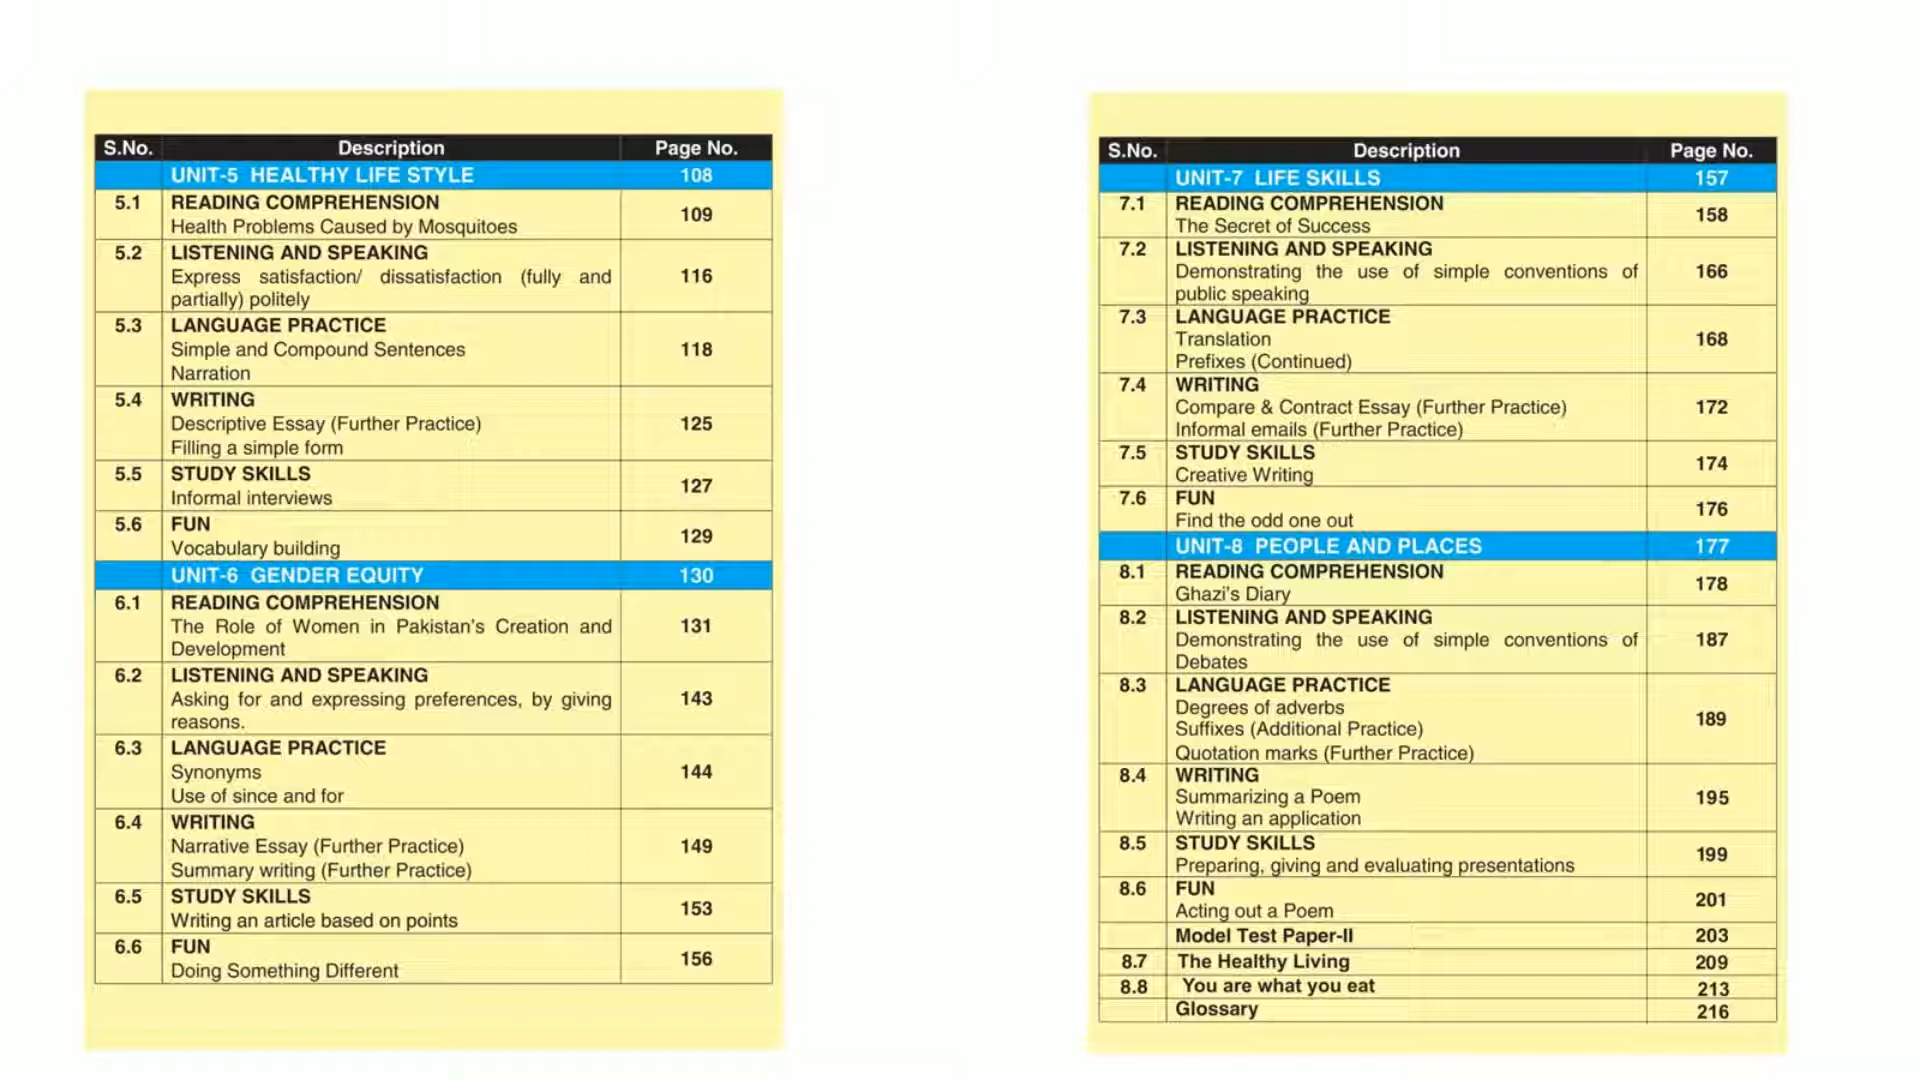 S.No. Description Page No.
UNIT-5 HEALTHY LIFE STYLE 108
5.1 READING COMPREHENSION
Health Problems Caused by Mosquitoes 109
5.2 LISTENING AND SPEAKING
Express satisfaction/ dissatisfaction (fully and 116
partially) politely
5.3 LANGUAGE PRACTICE
Simple and Compound Sentences 118
Narration
5.4 WRITING
Descriptive Essay (Further Practice) 125
Filling a simple form
5.5 STUDY SKILLS
Informal interviews 127
5.6 FUN
Vocabulary building 129
UNIT-6 GENDER EQUITY 130
6.1 READING COMPREHENSION
The Role of Women in Pakistan's Creation and 131
Development
6.2 LISTENING AND SPEAKING
Asking for and expressing preferences, by giving 143
reasons.
6.3 LANGUAGE PRACTICE
Synonyms 144
Use of since and for
6.4 WRITING
Narrative Essay (Further Practice) 149
Summary writing (Further Practice)
6.5 STUDY SKILLS
Writing an article based on points 153
6.6 FUN
Doing Something Different 156
S.No. Description Page No.
UNIT-7 LIFE SKILLS 157
7.1 READING COMPREHENSION
The Secret of Success 158
7.2 LISTENING AND SPEAKING
Demonstrating the use of simple conventions of 166
public speaking
7.3 LANGUAGE PRACTICE
Translation 168
Prefixes (Continued)
7.4 WRITING
Compare & Contract Essay (Further Practice) 172
Informal emails (Further Practice)
7.5 STUDY SKILLS
Creative Writing 174
7.6 FUN
Find the odd one out 176
UNIT-8 PEOPLE AND PLACES 177
8.1 READING COMPREHENSION
Ghazi's Diary 178
8.2 LISTENING AND SPEAKING
Demonstrating the use of simple conventions of 187
Debates
8.3 LANGUAGE PRACTICE
Degrees of adverbs
Suffixes (Additional Practice) 189
Quotation marks (Further Practice)
8.4 WRITING
Summarizing a Poem 195
Writing an application
8.5 STUDY SKILLS
Preparing, giving and evaluating presentations 199
8.6 FUN
Acting out a Poem 201
Model Test Paper-II 203
8.7 The Healthy Living 209
8.8 You are what you eat 213
Glossary 216